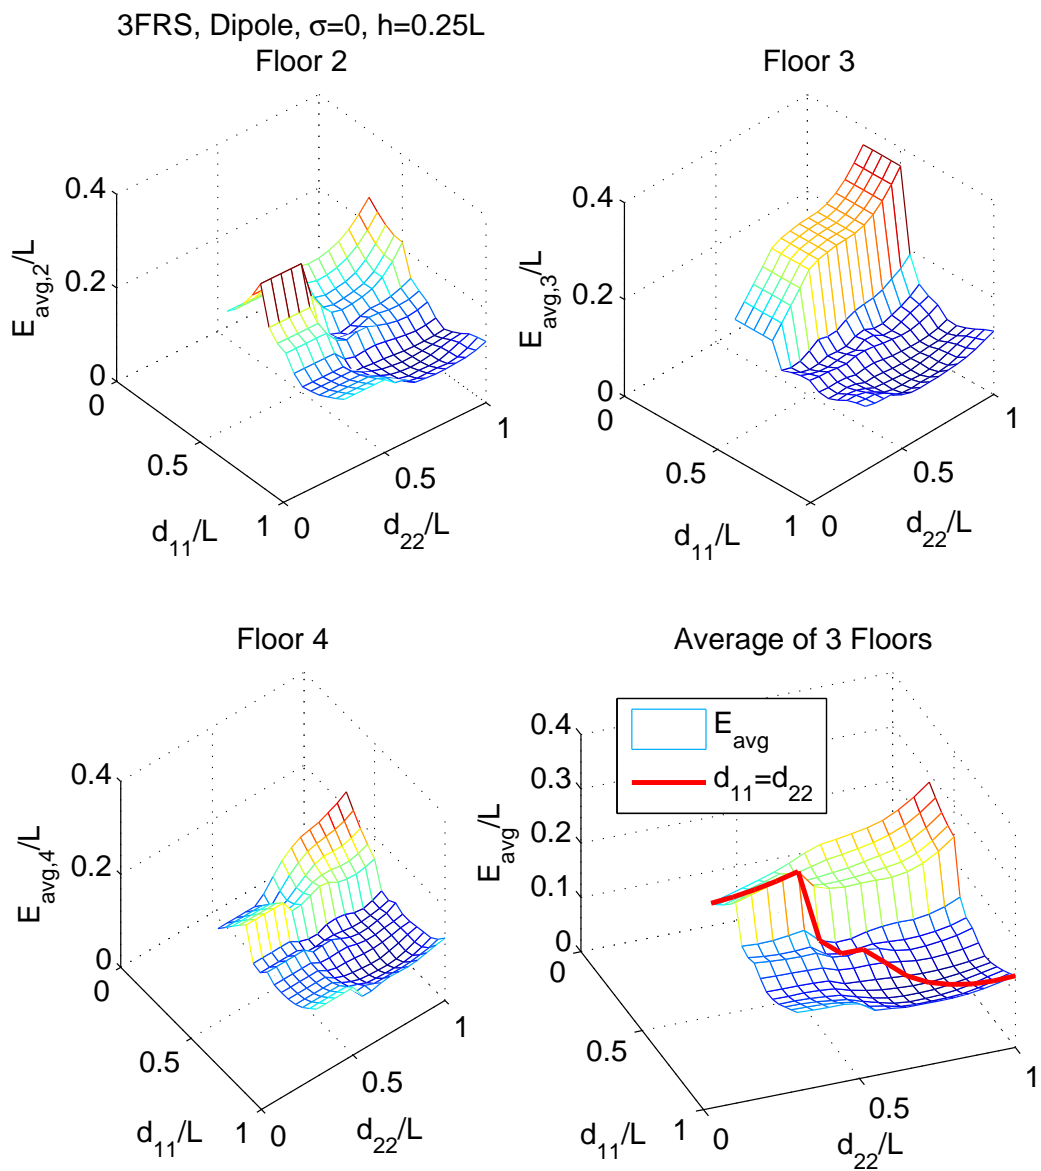 3FRS, Dipole, σ=0, h=0.25L
Floor 2
0.4
0.2
0
E_avg,2/L
0
0.5
1
d_11/L
0
0.5
1
d_22/L
Floor 3
0.4
0.2
0
E_avg,3/L
0
0.5
1
d_11/L
0
0.5
1
d_22/L
Floor 4
0.4
0.2
0
E_avg,4/L
0
0.5
1
d_11/L
0
0.5
1
d_22/L
Average of 3 Floors
E_avg
d_11=d_22
0.4
0.3
0.2
0.1
0
E_avg/L
0
0.5
1
d_11/L
0
0.5
1
d_22/L